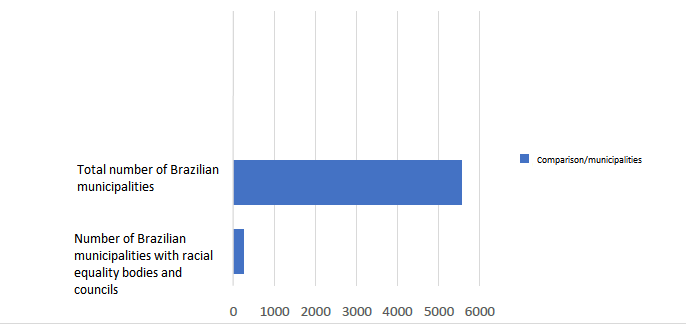 Total number of Brazilian
municipalities
Comparison/municipalities
Number of Brazilian
municipalities with racial
equality bodies and
councils
0 1000 2000 3000 4000 5000 6000